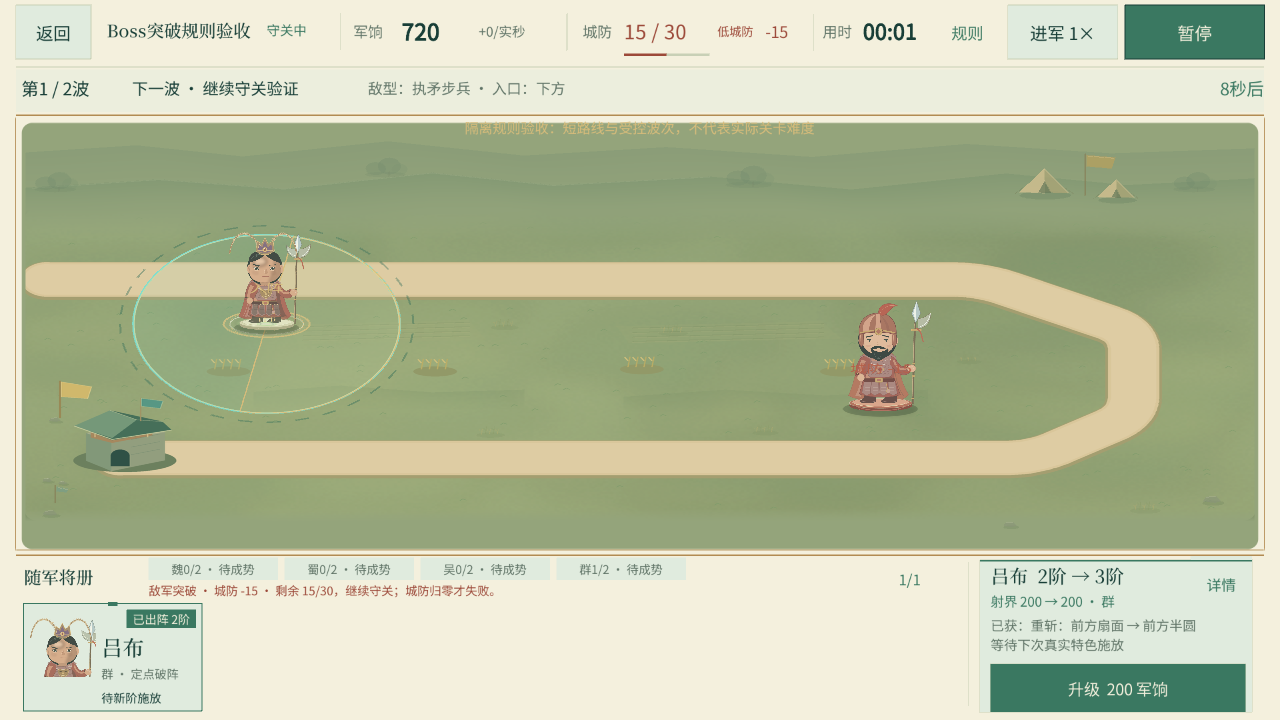 返回
Boss突破规则验收 守关中
军饷 720 +0/实秒
城防 15 / 30 低城防 -15
用时 00:01 规则
进军 1×
暂停
第1 / 2波 下一波 · 继续守关验证 敌型：执矛步兵 · 入口：下方 8秒后
隔离规则验收：短路线与受控波次，不代表实际关卡难度
随军将册
魏0/2 · 待成势 蜀0/2 · 待成势 吴0/2 · 待成势 群1/2 · 待成势
敌军突破 · 城防 -15 · 剩余 15/30，继续守关；城防归零才失败。
1/1
已出阵 2阶
吕布
群 · 定点破阵
待新阶施放
吕布 2阶 → 3阶
详情
射界 200 → 200 · 群
已获：重斩：前方扇面 → 前方半圆
等待下次真实特色施放
升级 200 军饷